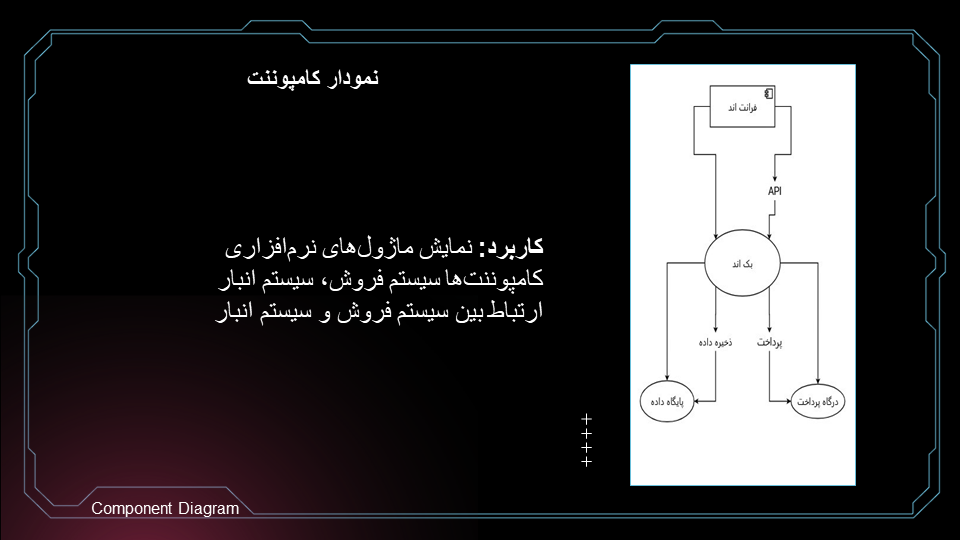 نمودار کامپوننت
کاربرد: نمایش ماژول‌های نرم‌افزاری
کامپوننت‌ها سیستم فروش، سیستم انبار
ارتباط بین سیستم فروش و سیستم انبار
فرانت اند
API
بک اند
ذخیره داده
پرداخت
پایگاه داده
درگاه پرداخت
Component Diagram